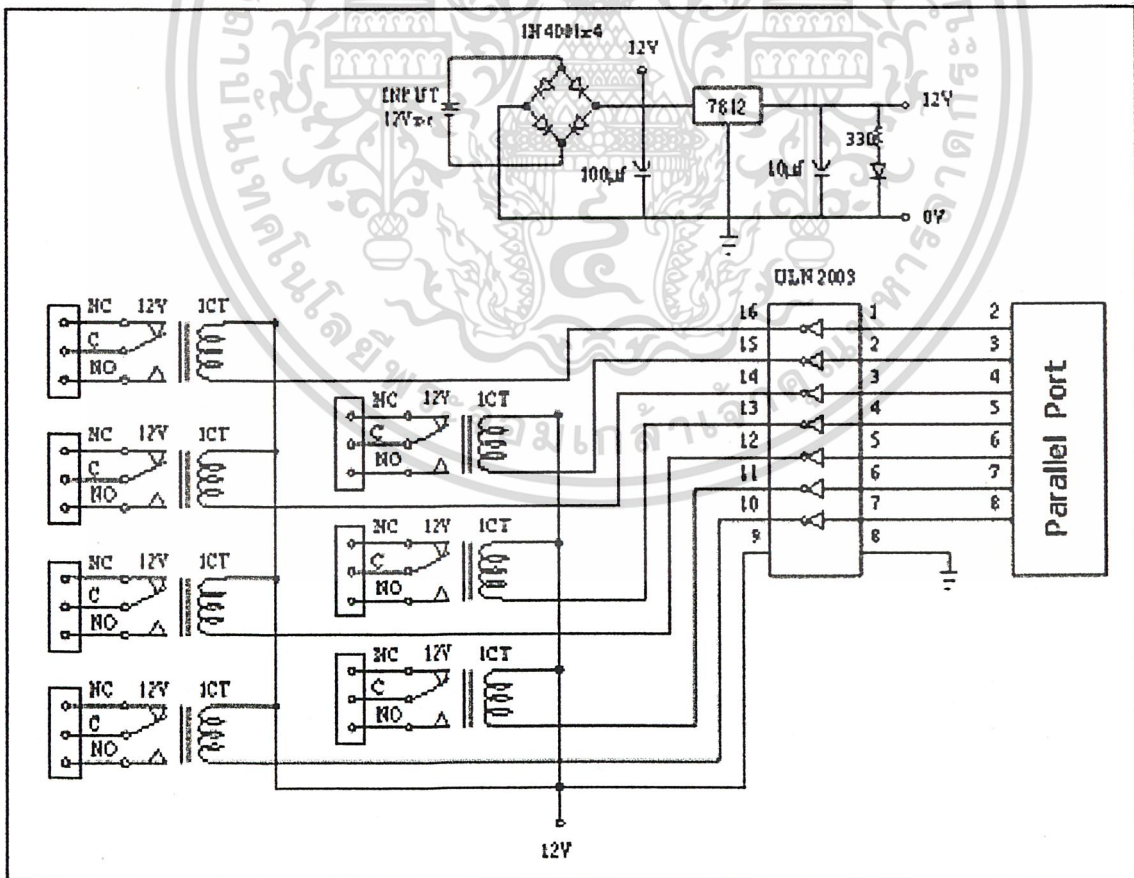 1N4001x4
12V
INPUT
7812
12V
330
100µf
10µf
0V
ULN2003
NC 12V 1CT
C
NO
NC 12V 1CT
C
NO
NC 12V 1CT
C
NO
NC 12V 1CT
C
NO
NC 12V 1CT
C
NO
NC 12V 1CT
C
NO
NC 12V 1CT
C
NO
16 1 2
15 2 3
14 3 4
13 4 5
12 5 6
11 6 7
10 7 8
9 8
Parallel Port
12V